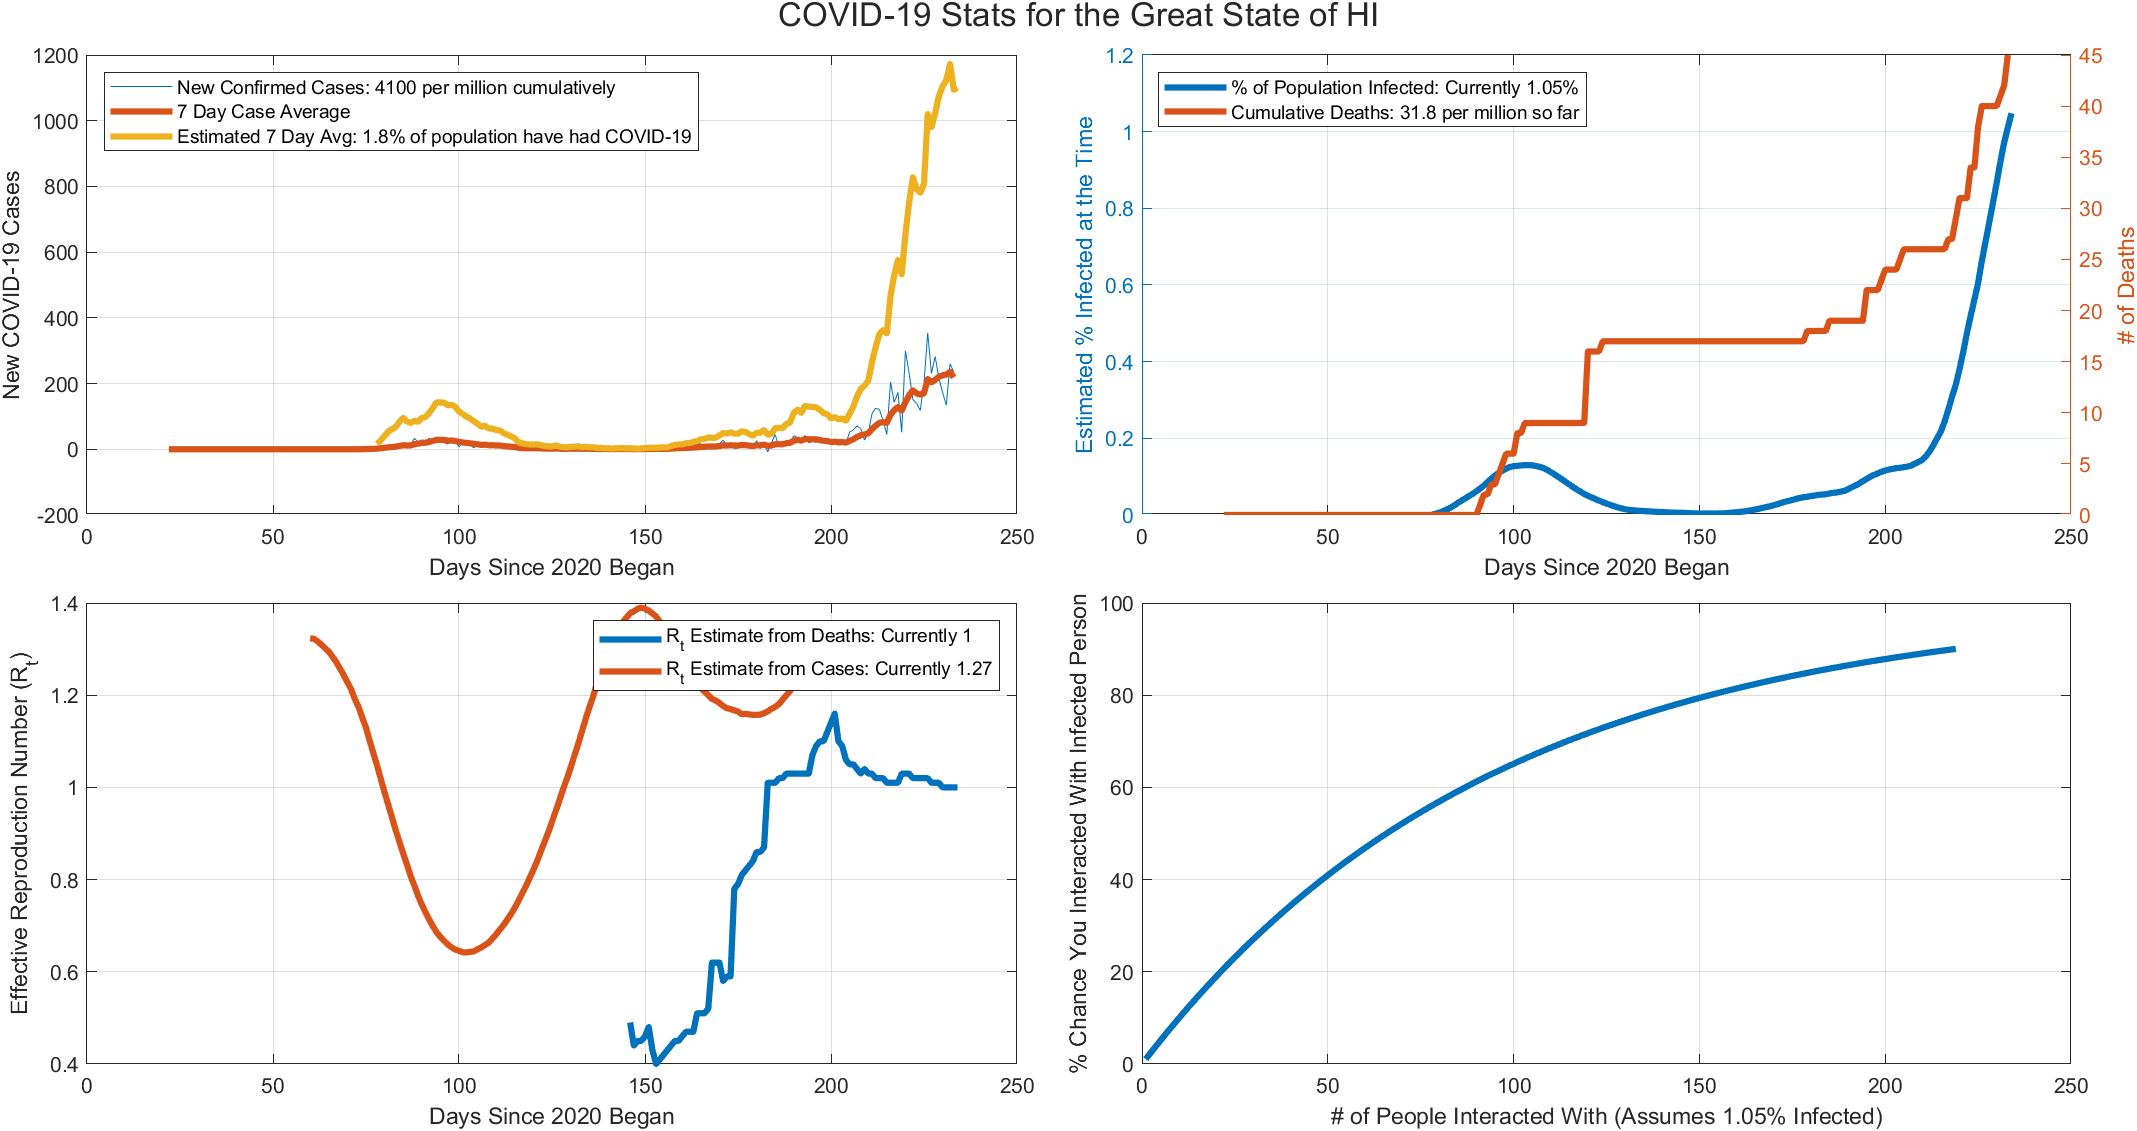 COVID-19 Stats for the Great State of HI
New COVID-19 Cases
1200
1000
800
600
400
200
0
-200
New Confirmed Cases: 4100 per million cumulatively
7 Day Case Average
Estimated 7 Day Avg: 1.8% of population have had COVID-19
0 50 100 150 200 250
Days Since 2020 Began
Estimated % Infected at the Time
1.2
1
0.8
0.6
0.4
0.2
0
% of Population Infected: Currently 1.05%
Cumulative Deaths: 31.8 per million so far
45
40
35
30
25
20
15
10
5
0
# of Deaths
0 50 100 150 200 250
Days Since 2020 Began
Effective Reproduction Number (Rt)
1.4
1.2
1
0.8
0.6
0.4
Rt Estimate from Deaths: Currently 1
Rt Estimate from Cases: Currently 1.27
0 50 100 150 200 250
Days Since 2020 Began
% Chance You Interacted With Infected Person
100
80
60
40
20
0
0 50 100 150 200 250
# of People Interacted With (Assumes 1.05% Infected)